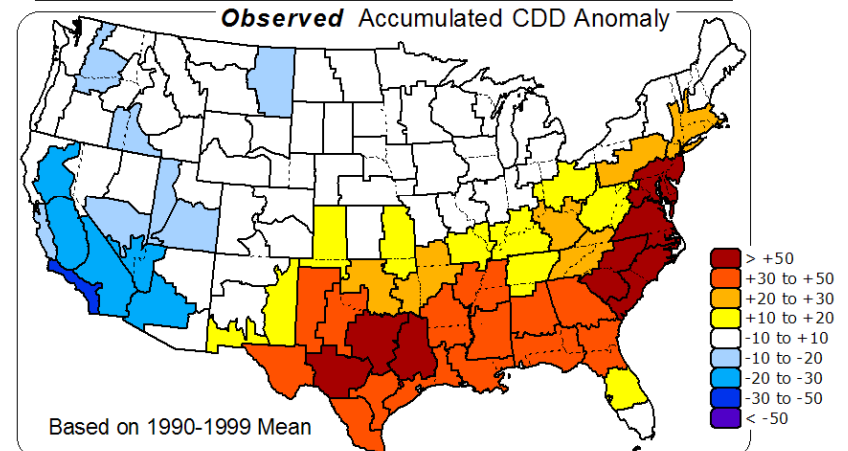 Observed Accumulated CDD Anomaly
> +50
+30 to +50
+20 to +30
+10 to +20
-10 to +10
-10 to -20
-20 to -30
-30 to -50
< -50
Based on 1990-1999 Mean